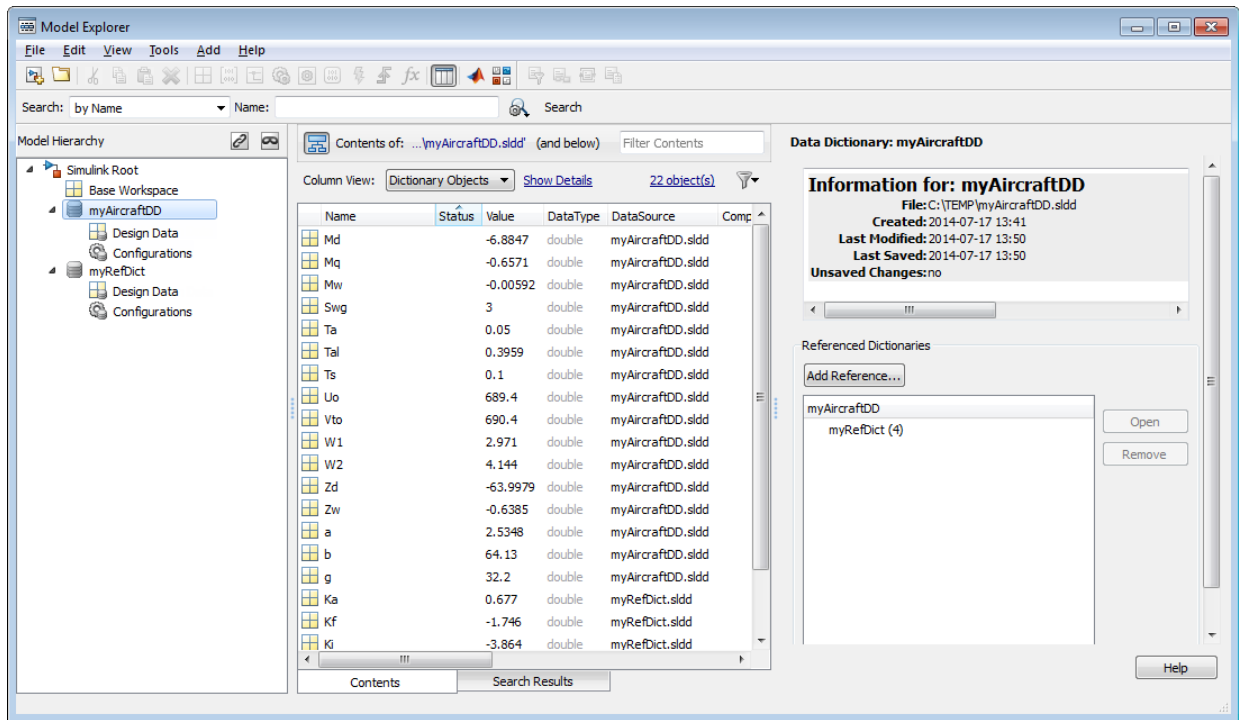 Model Explorer
File Edit View Tools Add Help
Search: by Name Name: Search
Model Hierarchy
Simulink Root
Base Workspace
myAircraftDD
Design Data
Configurations
myRefDict
Design Data
Configurations
Contents of: ...\myAircraftDD.sldd' (and below) Filter Contents
Column View: Dictionary Objects Show Details 22 object(s)
Name Status Value DataType DataSource Comp
Md -6.8847 double myAircraftDD.sldd
Mq -0.6571 double myAircraftDD.sldd
Mw -0.00592 double myAircraftDD.sldd
Swg 3 double myAircraftDD.sldd
Ta 0.05 double myAircraftDD.sldd
Tal 0.3959 double myAircraftDD.sldd
Ts 0.1 double myAircraftDD.sldd
Uo 689.4 double myAircraftDD.sldd
Vto 690.4 double myAircraftDD.sldd
W1 2.971 double myAircraftDD.sldd
W2 4.144 double myAircraftDD.sldd
Zd -63.9979 double myAircraftDD.sldd
Zw -0.6385 double myAircraftDD.sldd
a 2.5348 double myAircraftDD.sldd
b 64.13 double myAircraftDD.sldd
g 32.2 double myAircraftDD.sldd
Ka 0.677 double myRefDict.sldd
Kf -1.746 double myRefDict.sldd
Ki -3.864 double myRefDict.sldd
Contents Search Results
Data Dictionary: myAircraftDD
Information for: myAircraftDD
File: C:\TEMP\myAircraftDD.sldd
Created: 2014-07-17 13:41
Last Modified: 2014-07-17 13:50
Last Saved: 2014-07-17 13:50
Unsaved Changes: no
Referenced Dictionaries
Add Reference...
myAircraftDD
myRefDict (4)
Open
Remove
Help